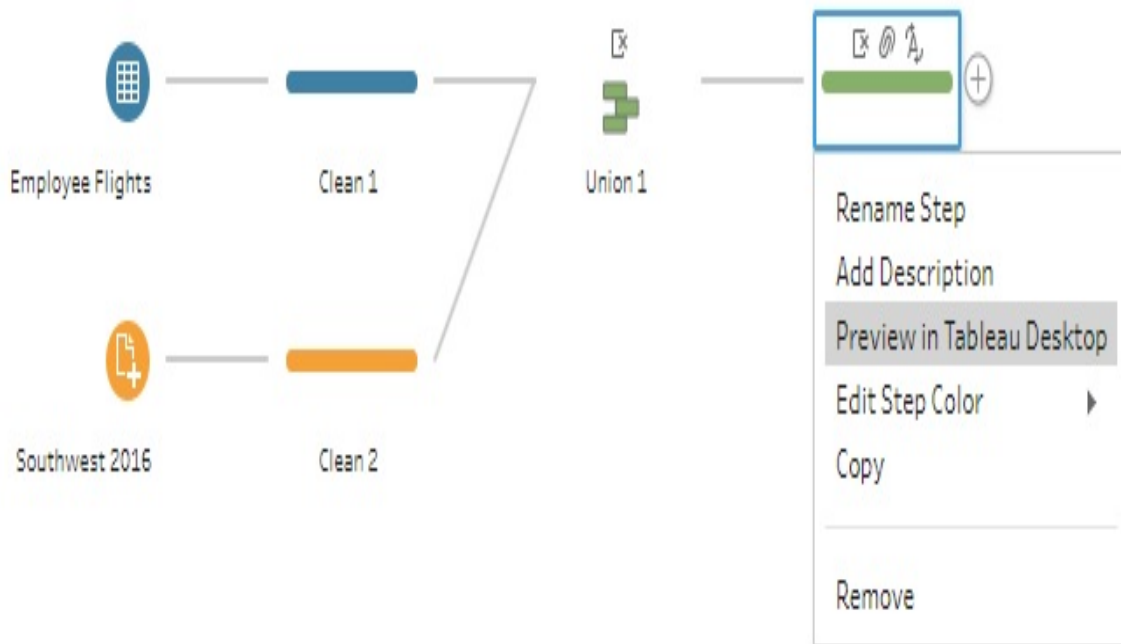 Employee Flights
Clean 1
Union 1
Southwest 2016
Clean 2
Rename Step
Add Description
Preview in Tableau Desktop
Edit Step Color
Copy
Remove